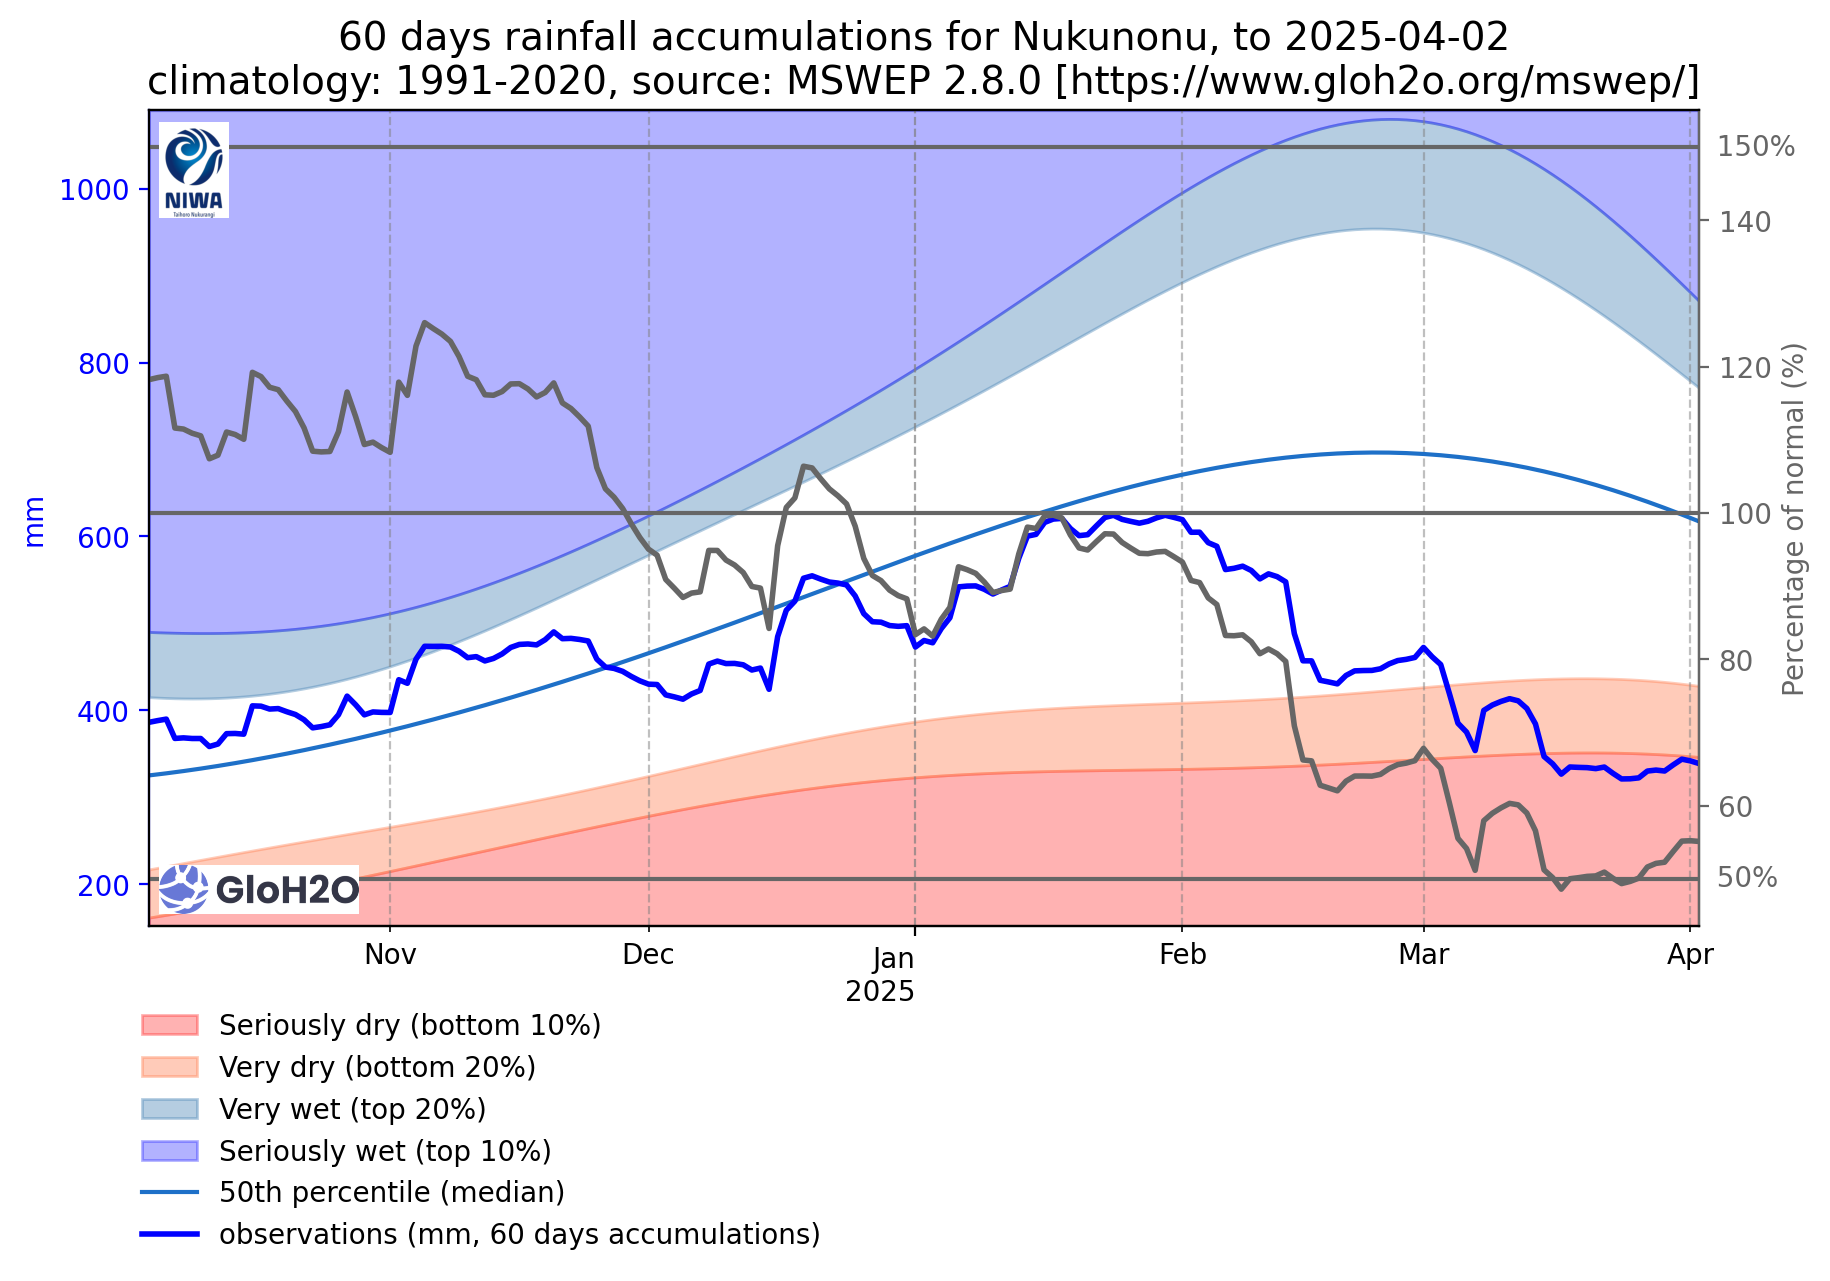 60 days rainfall accumulations for Nukunonu, to 2025-04-02
climatology: 1991-2020, source: MSWEP 2.8.0 [https://www.gloh2o.org/mswep/]
NIWA
Taihoro Nukurangi
1000
800
600
400
200
mm
150%
140
120
100
80
60
50%
Percentage of normal (%)
GloH2O
Nov
Dec
Jan
2025
Feb
Mar
Apr
Seriously dry (bottom 10%)
Very dry (bottom 20%)
Very wet (top 20%)
Seriously wet (top 10%)
50th percentile (median)
observations (mm, 60 days accumulations)